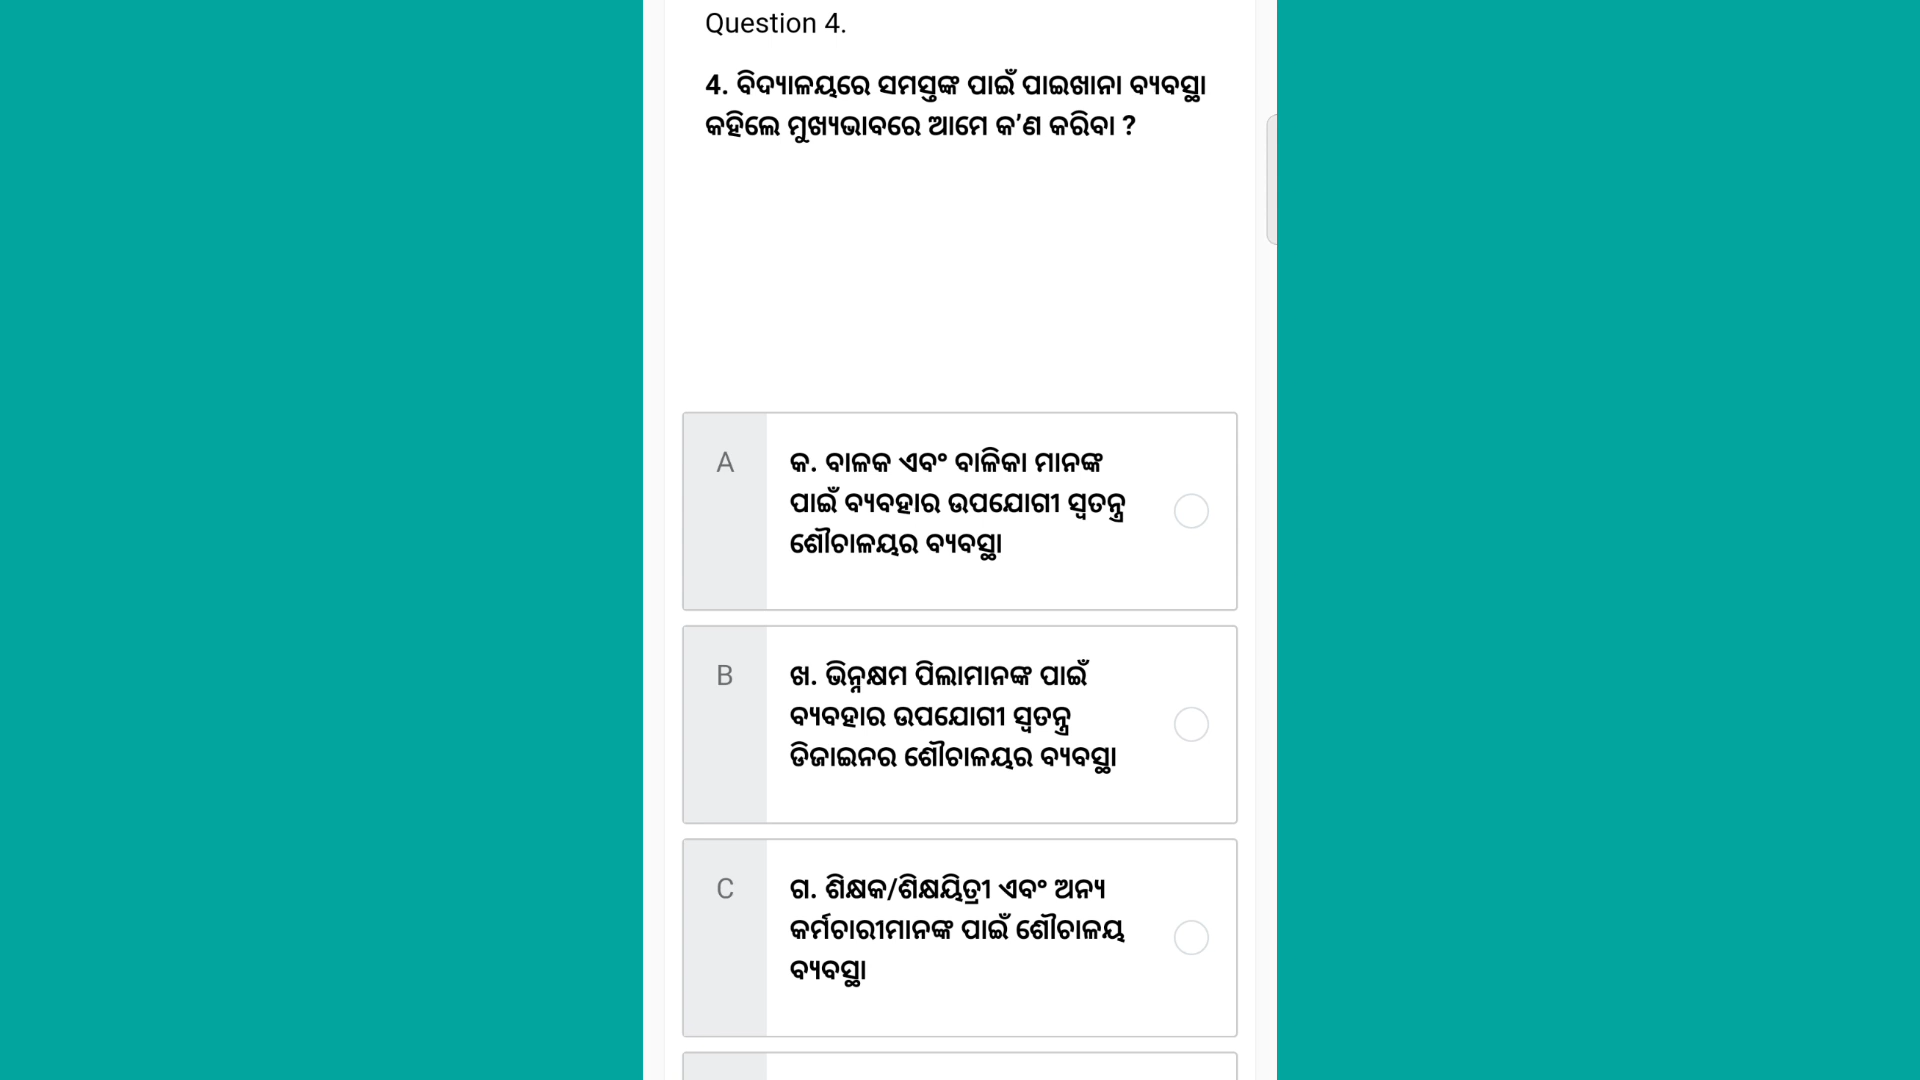 Question 4.
4. ବିଦ୍ୟାଳୟରେ ସମସ୍ତଙ୍କ ପାଇଁ ପାଇଖାନା ବ୍ୟବସ୍ଥା
କହିଲେ ମୁଖ୍ୟଭାବରେ ଆମେ କ’ଣ କରିବା ?
A
କ. ବାଳକ ଏବଂ ବାଳିକା ମାନଙ୍କ
ପାଇଁ ବ୍ୟବହାର ଉପଯୋଗୀ ସ୍ୱତନ୍ତ୍ର
ଶୌଚାଳୟର ବ୍ୟବସ୍ଥା
B
ଖ. ଭିନ୍ନକ୍ଷମ ପିଲାମାନଙ୍କ ପାଇଁ
ବ୍ୟବହାର ଉପଯୋଗୀ ସ୍ୱତନ୍ତ୍ର
ଡିଜାଇନର ଶୌଚାଳୟର ବ୍ୟବସ୍ଥା
C
ଗ. ଶିକ୍ଷକ/ଶିକ୍ଷୟିତ୍ରୀ ଏବଂ ଅନ୍ୟ
କର୍ମଚାରୀମାନଙ୍କ ପାଇଁ ଶୌଚାଳୟ
ବ୍ୟବସ୍ଥା